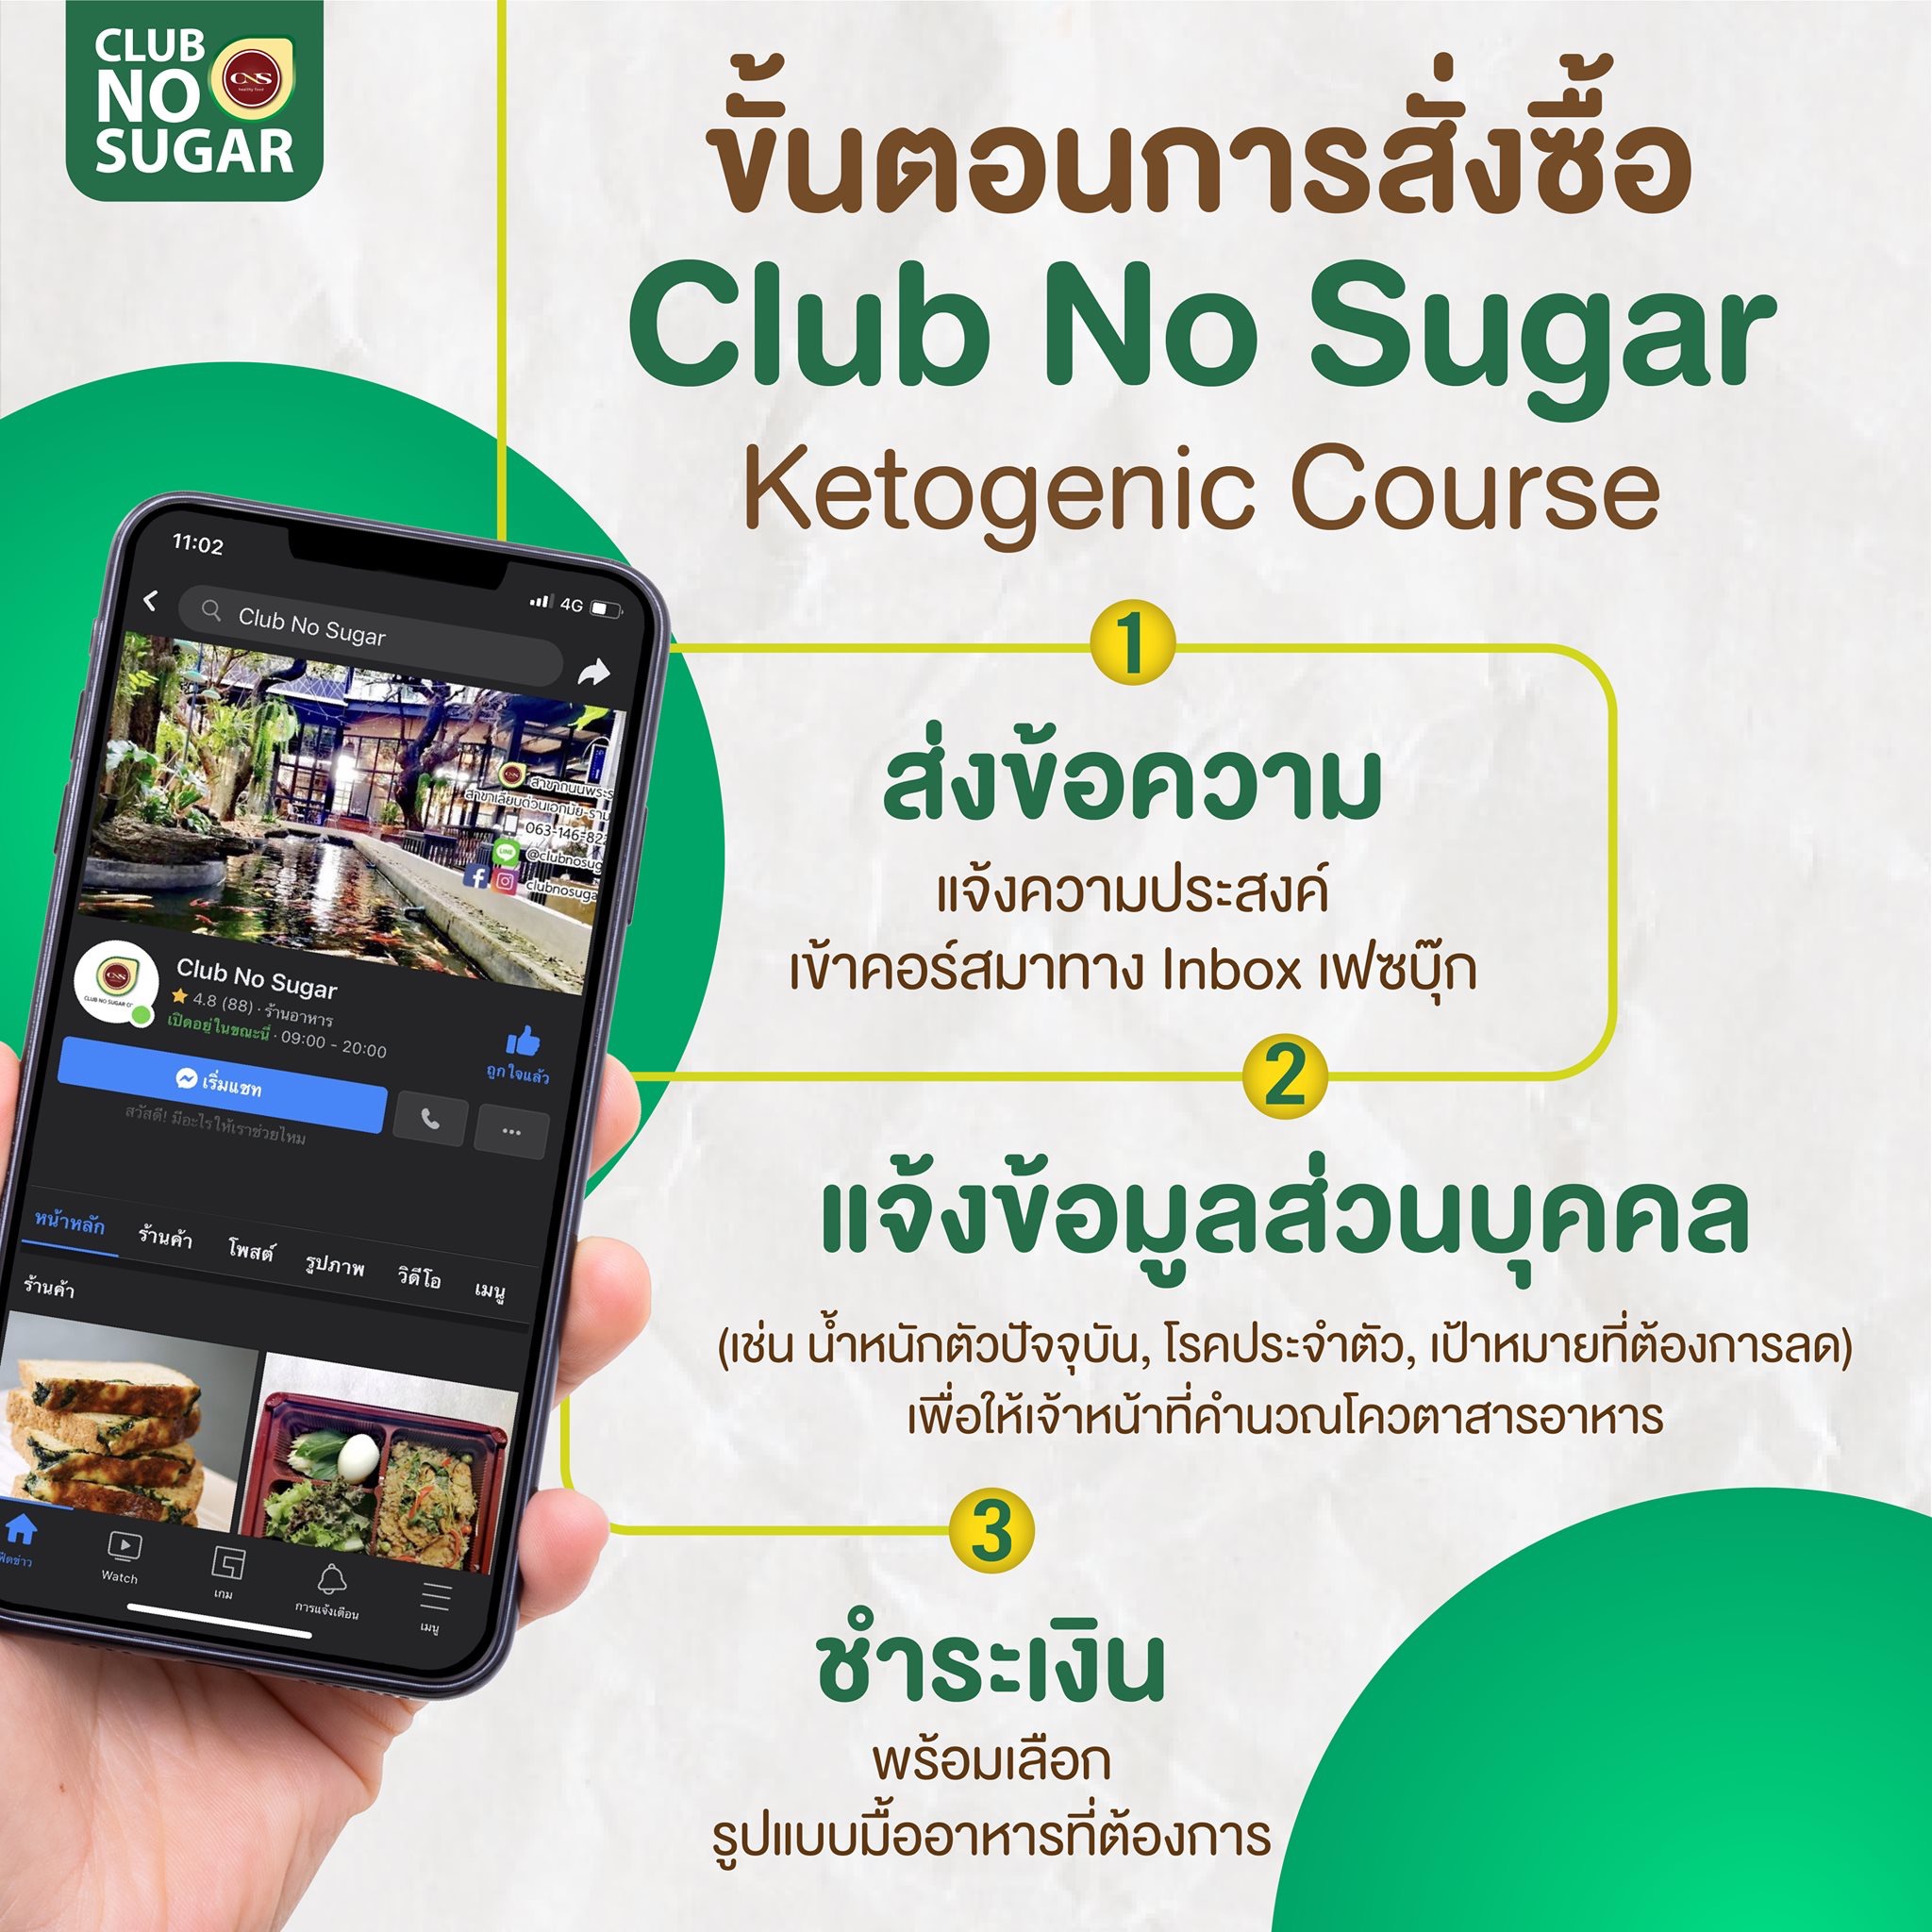 CLUB
NO
SUGAR
CNS
healthy food
ขั้นตอนการสั่งซื้อ
Club No Sugar
Ketogenic Course
11:02
4G
Club No Sugar
063-146-82
LINE
Club No Sugar
4.8 (88) · ร้านอาหาร
เปิดอยู่ในขณะนี้ · 09:00 - 20:00
ถูกใจแล้ว
เริ่มแชท
สวัสดี! มีอะไรให้เราช่วยไหม
หน้าหลัก ร้านค้า โพสต์ รูปภาพ วิดีโอ เมนู
ร้านค้า
Watch เกม การแจ้งเตือน เมนู
1
ส่งข้อความ
แจ้งความประสงค์
เข้าคอร์สมาทาง Inbox เฟซบุ๊ก
2
แจ้งข้อมูลส่วนบุคคล
(เช่น น้ำหนักตัวปัจจุบัน, โรคประจำตัว, เป้าหมายที่ต้องการลด)
เพื่อให้เจ้าหน้าที่คำนวณโควตาสารอาหาร
3
ชำระเงิน
พร้อมเลือก
รูปแบบมื้ออาหารที่ต้องการ